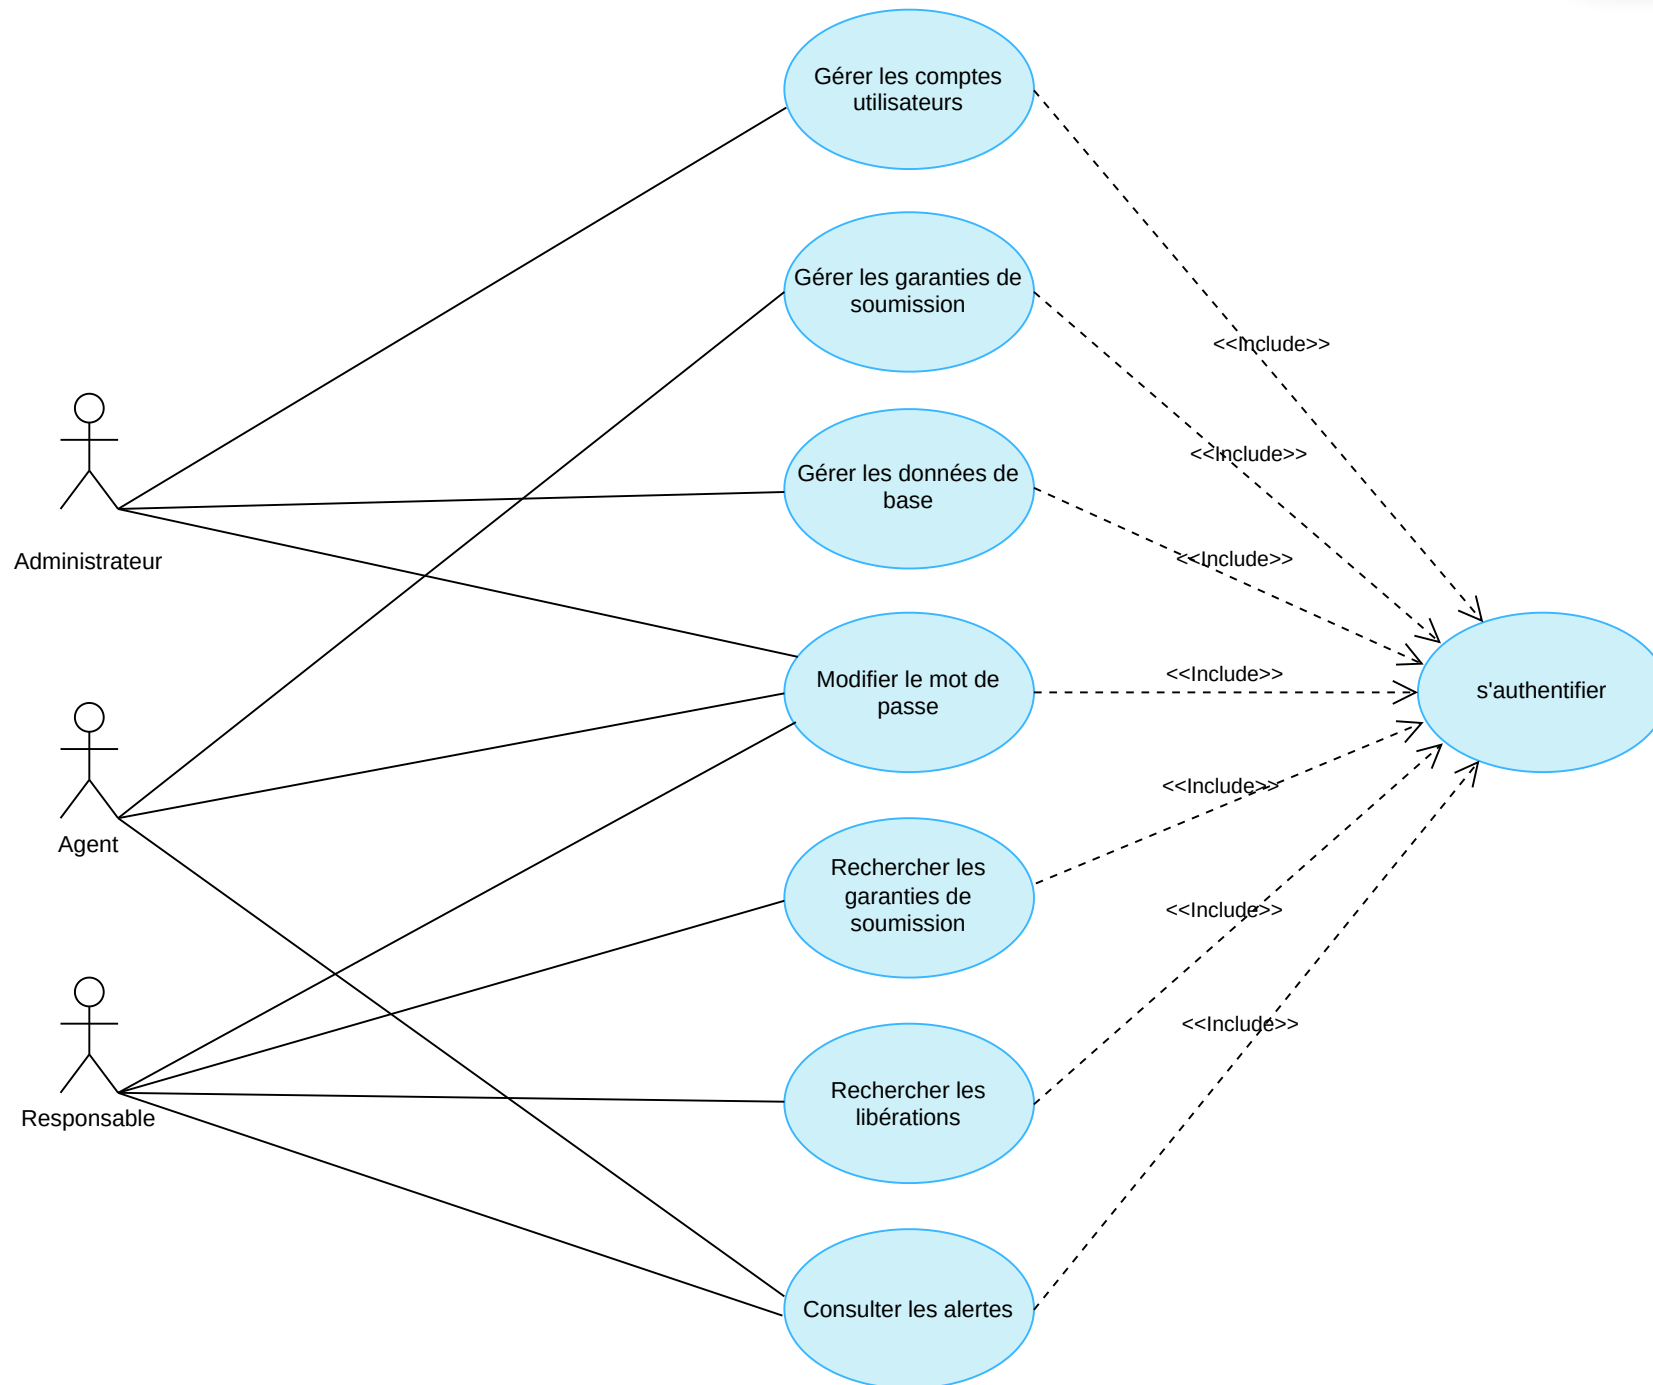 Gérer les comptes
utilisateurs
Gérer les garanties de
soumission
<<Include>>
<<Include>>
Gérer les données de
base
<<Include>>
Administrateur
Modifier le mot de
passe
<<Include>>
s'authentifier
<<Include>>
Agent
Rechercher les
garanties de
soumission
<<Include>>
<<Include>>
Responsable
Rechercher les
libérations
Consulter les alertes